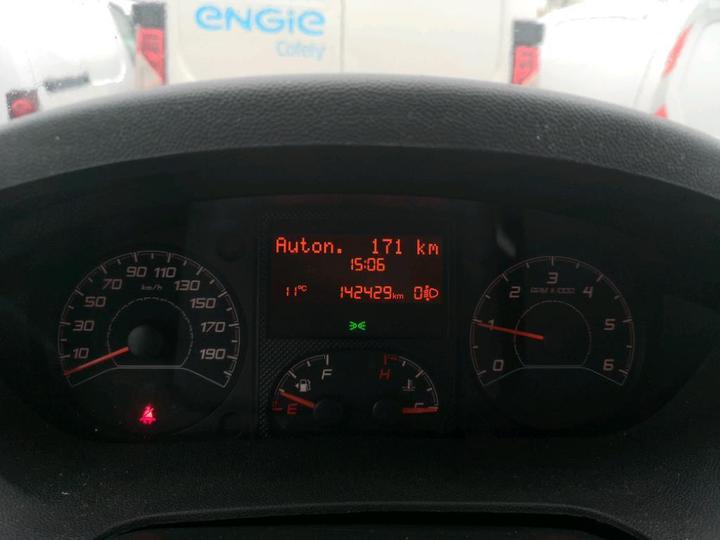 ENGIE
Cofely
Auton. 171 km
15:06
11°C 142429km 0
10 30 50 70 90 110 130 150 170 190
km/h
E F
H C
0 1 2 3 4 5 6
RPM x 1000